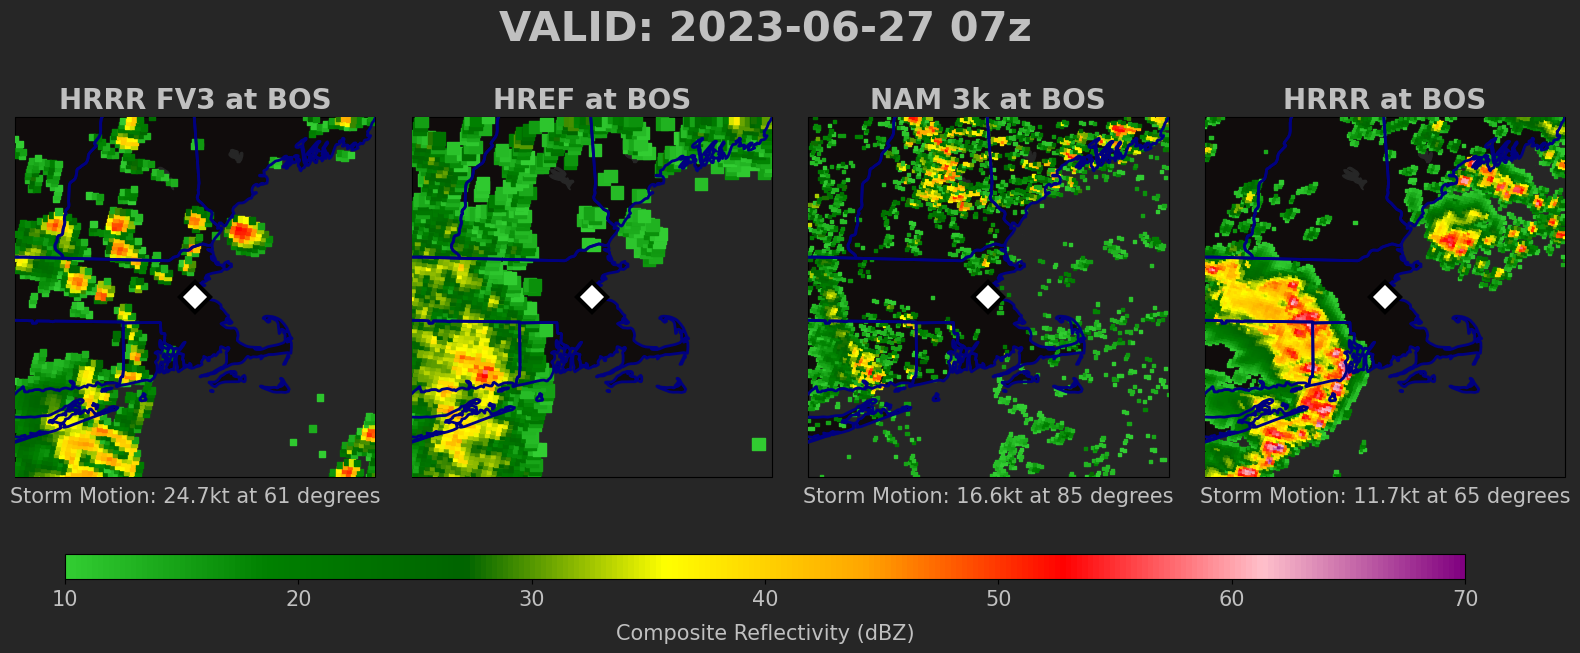 VALID: 2023-06-27 07z
HRRR FV3 at BOS
HREF at BOS
NAM 3k at BOS
HRRR at BOS
Storm Motion: 24.7kt at 61 degrees
Storm Motion: 16.6kt at 85 degrees
Storm Motion: 11.7kt at 65 degrees
10 20 30 40 50 60 70
Composite Reflectivity (dBZ)